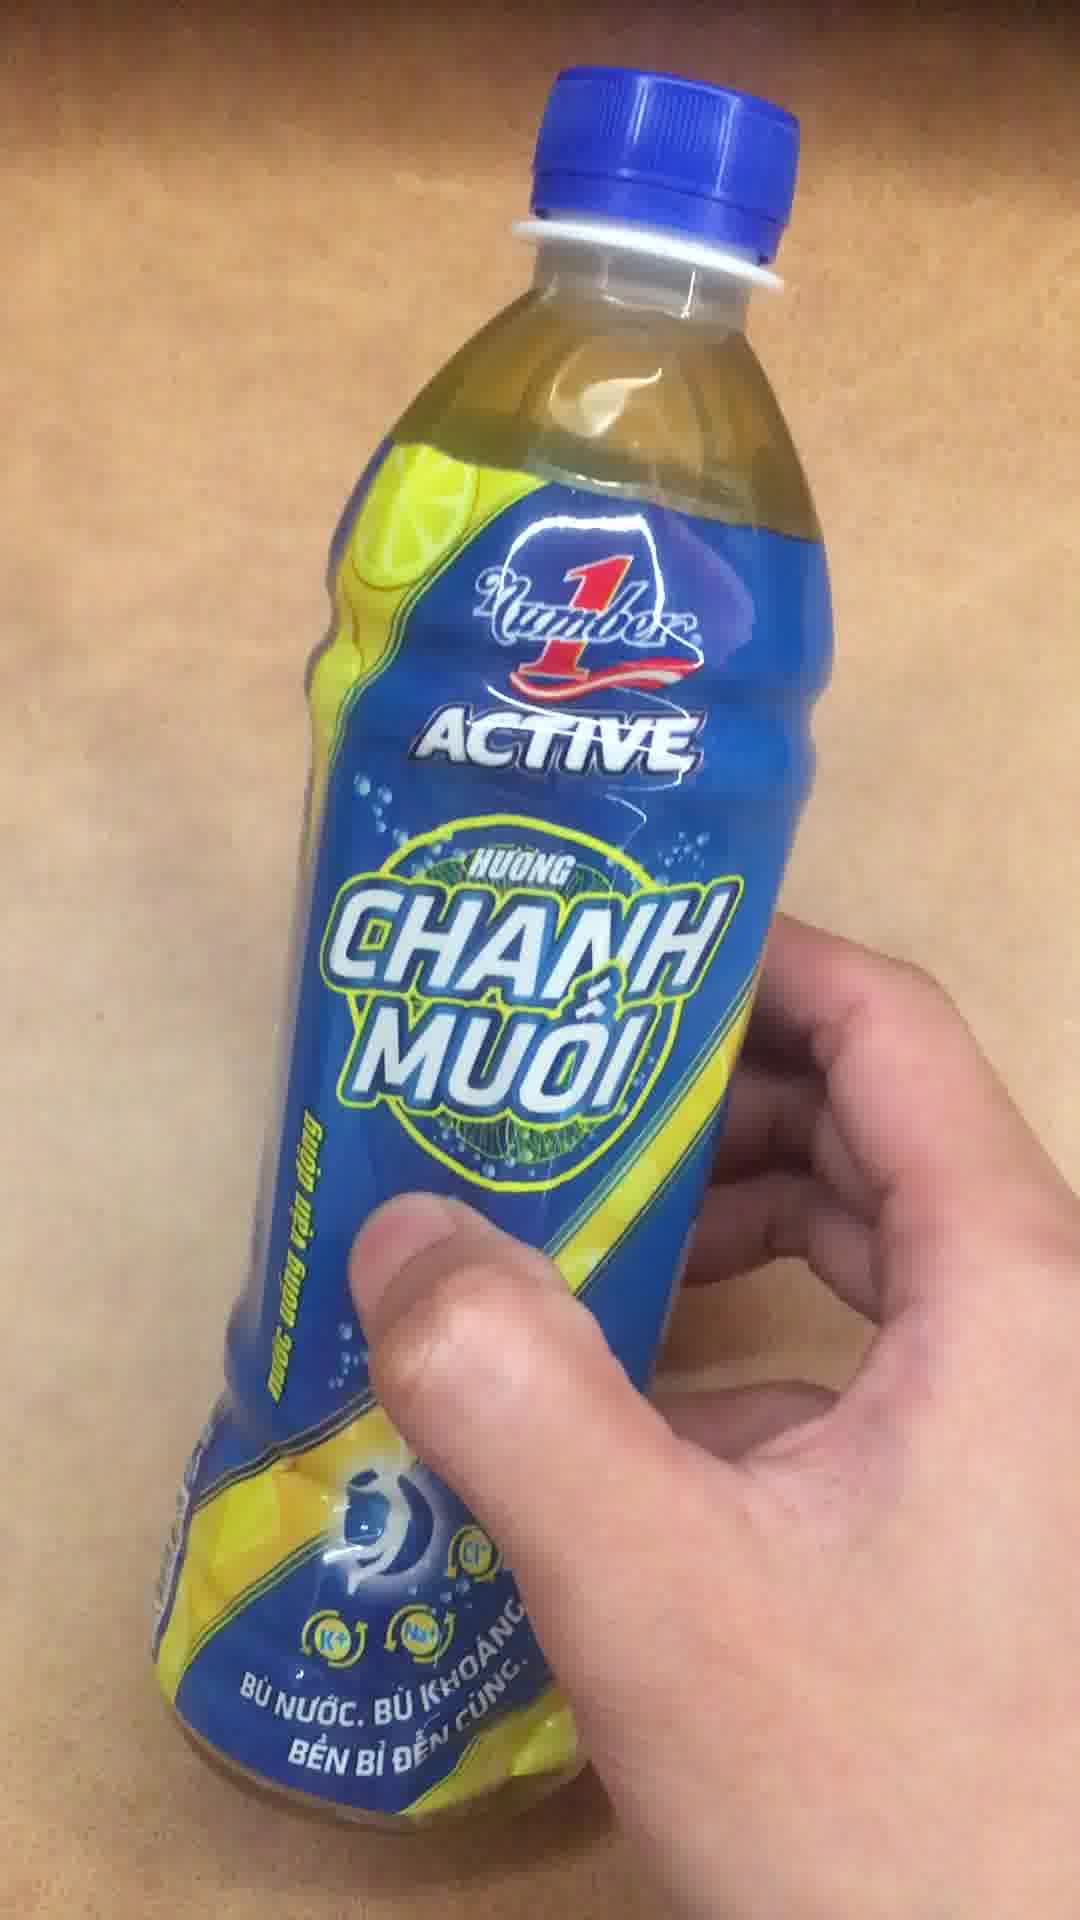 Number 1
ACTIVE
HƯƠNG
CHANH
MUỐI
nước uống vận động
Cl-
K+
Na+
BÙ NƯỚC. BÙ KHOÁNG.
BỀN BỈ ĐẾN CÙNG.